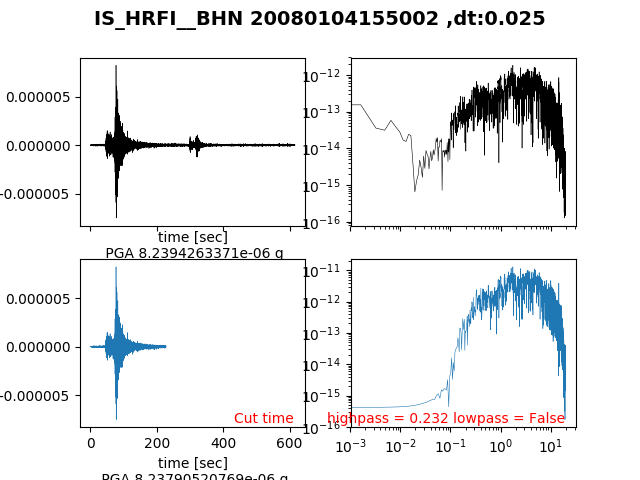 IS_HRFI__BHN 20080104155002 ,dt:0.025
0.000005
0.000000
-0.000005
time [sec]
PGA 8.2394263371e-06 g
10⁻¹²
10⁻¹³
10⁻¹⁴
10⁻¹⁵
10⁻¹⁶
0.000005
0.000000
-0.000005
Cut time
0 200 400 600
time [sec]
PGA 8.23790520769e-06 g
10⁻¹¹
10⁻¹²
10⁻¹³
10⁻¹⁴
10⁻¹⁵
10⁻¹⁶
highpass = 0.232 lowpass = False
10⁻³ 10⁻² 10⁻¹ 10⁰ 10¹